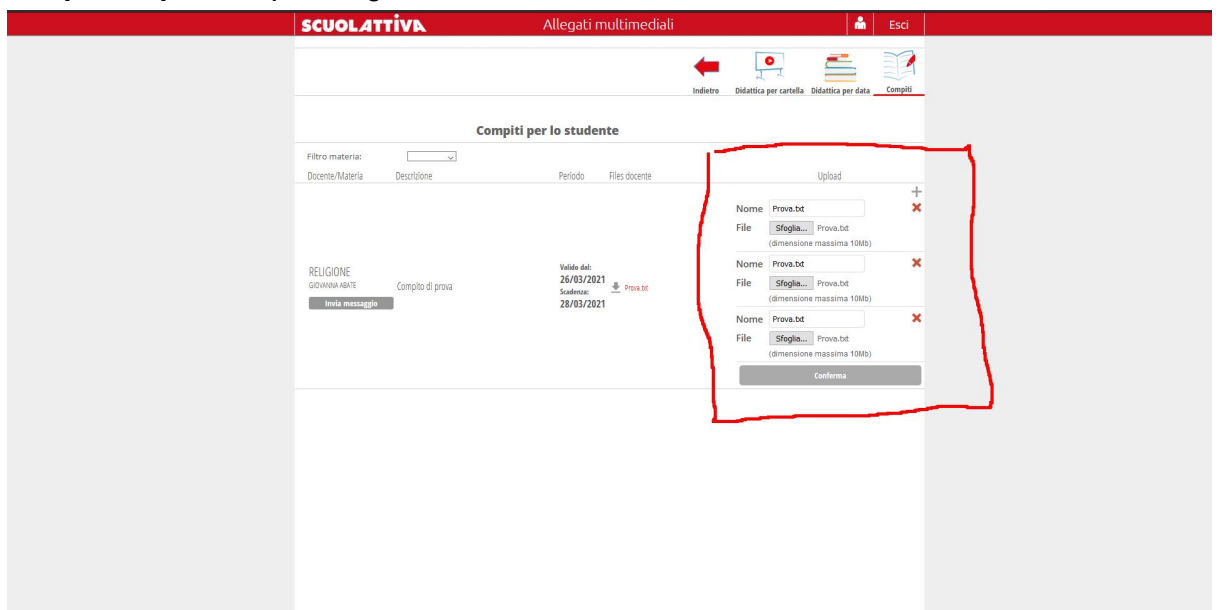 SCUOLATTIVA Allegati multimediali Esci
Indietro Didattica per cartella Didattica per data Compiti
Compiti per lo studente
Filtro materia:
Docente/Materia Descrizione Periodo Files docente Upload
Nome Prova.txt
File Sfoglia... Prova.txt
(dimensione massima 10Mb)
RELIGIONE
GIOVANNA ABATE
Invia messaggio
Compito di prova
Valido dal:
26/03/2021
Scadenza:
28/03/2021
Prova.txt
Nome Prova.txt
File Sfoglia... Prova.txt
(dimensione massima 10Mb)
Nome Prova.txt
File Sfoglia... Prova.txt
(dimensione massima 10Mb)
Conferma